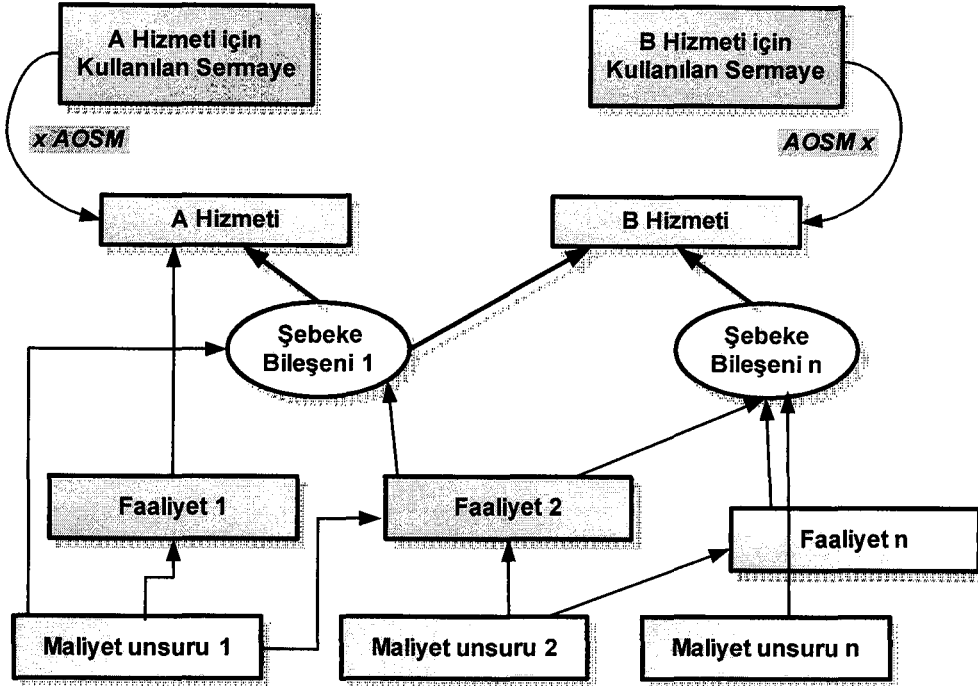 A Hizmeti için
Kullanılan Sermaye
B Hizmeti için
Kullanılan Sermaye
x AOSM
AOSM x
A Hizmeti
B Hizmeti
Şebeke
Bileşeni 1
Şebeke
Bileşeni n
Faaliyet 1
Faaliyet 2
Faaliyet n
Maliyet unsuru 1
Maliyet unsuru 2
Maliyet unsuru n